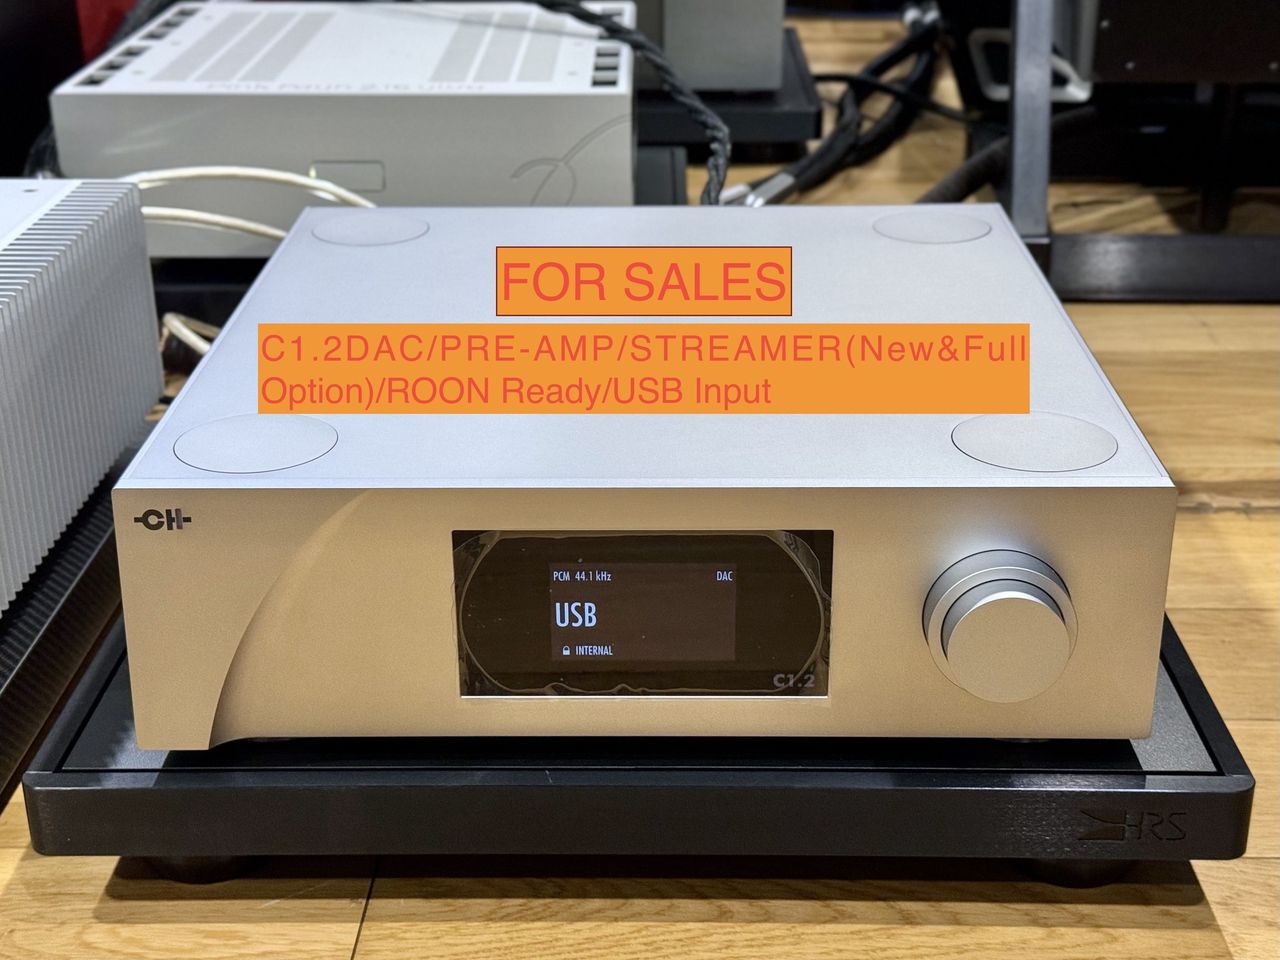 FOR SALES
C1.2DAC/PRE-AMP/STREAMER(New&Full
Option)/ROON Ready/USB Input
CH
PCM 44.1 kHz
DAC
USB
INTERNAL
C1.2
HRS